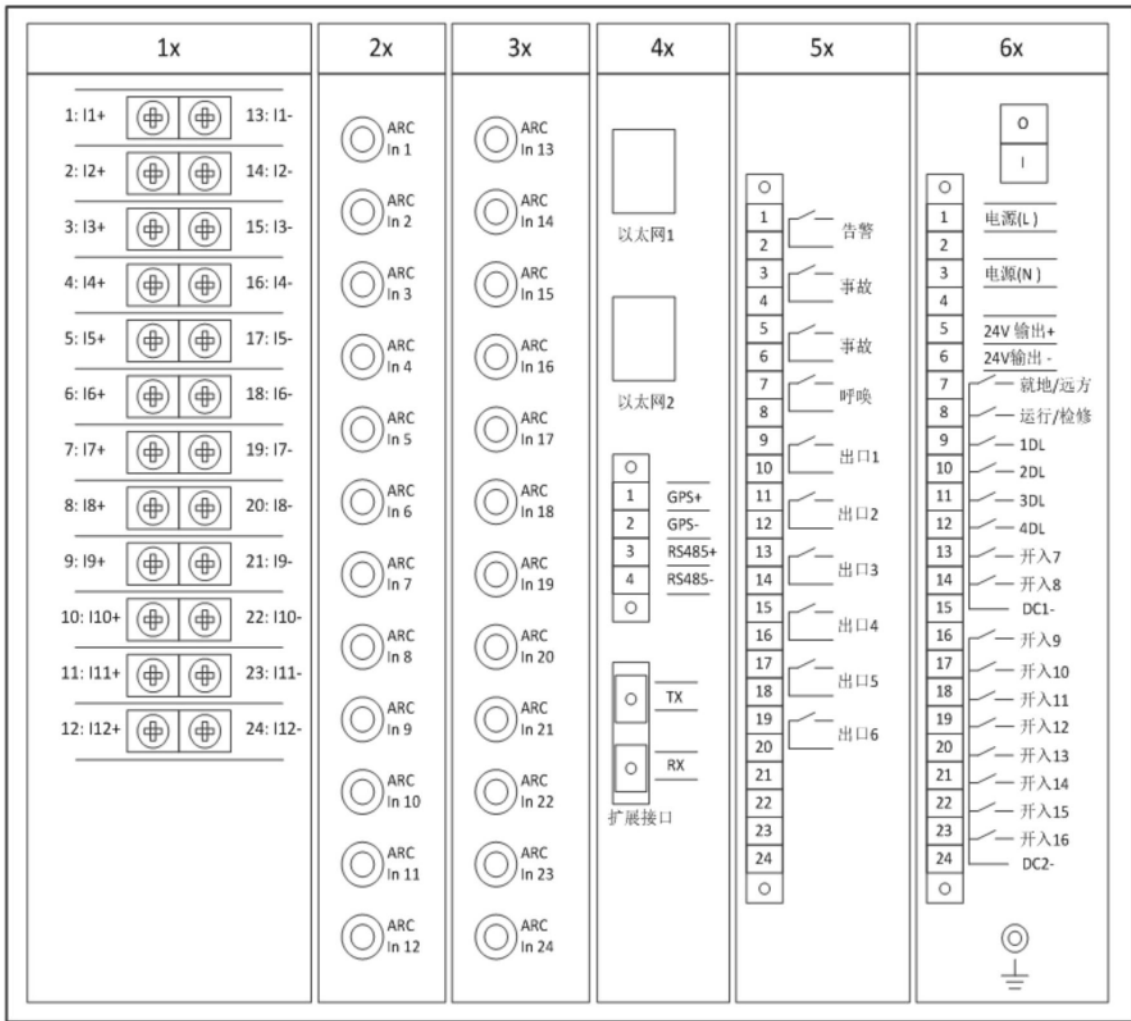 1x
1: I1+
13: I1-
2: I2+
14: I2-
3: I3+
15: I3-
4: I4+
16: I4-
5: I5+
17: I5-
6: I6+
18: I6-
7: I7+
19: I7-
8: I8+
20: I8-
9: I9+
21: I9-
10: I10+
22: I10-
11: I11+
23: I11-
12: I12+
24: I12-
2x
ARC
In 1
ARC
In 2
ARC
In 3
ARC
In 4
ARC
In 5
ARC
In 6
ARC
In 7
ARC
In 8
ARC
In 9
ARC
In 10
ARC
In 11
ARC
In 12
3x
ARC
In 13
ARC
In 14
ARC
In 15
ARC
In 16
ARC
In 17
ARC
In 18
ARC
In 19
ARC
In 20
ARC
In 21
ARC
In 22
ARC
In 23
ARC
In 24
4x
以太网1
以太网2
1 GPS+
2 GPS-
3 RS485+
4 RS485-
TX
RX
扩展接口
5x
1
告警
2
3
事故
4
5
事故
6
7
呼唤
8
9
出口1
10
11
出口2
12
13
出口3
14
15
出口4
16
17
出口5
18
19
出口6
20
21
22
23
24
6x
O
I
1 电源(L)
2
3 电源(N)
4
5 24V 输出+
6 24V输出 -
7 就地/远方
8 运行/检修
9 1DL
10 2DL
11 3DL
12 4DL
13 开入7
14 开入8
15 DC1-
16 开入9
17 开入10
18 开入11
19 开入12
20 开入13
21 开入14
22 开入15
23 开入16
24 DC2-